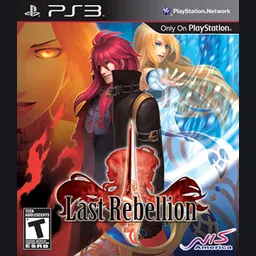 PS3
PlayStation Network
Only On PlayStation.
Last Rebellion
TEEN
T
ESRB
NIS
America